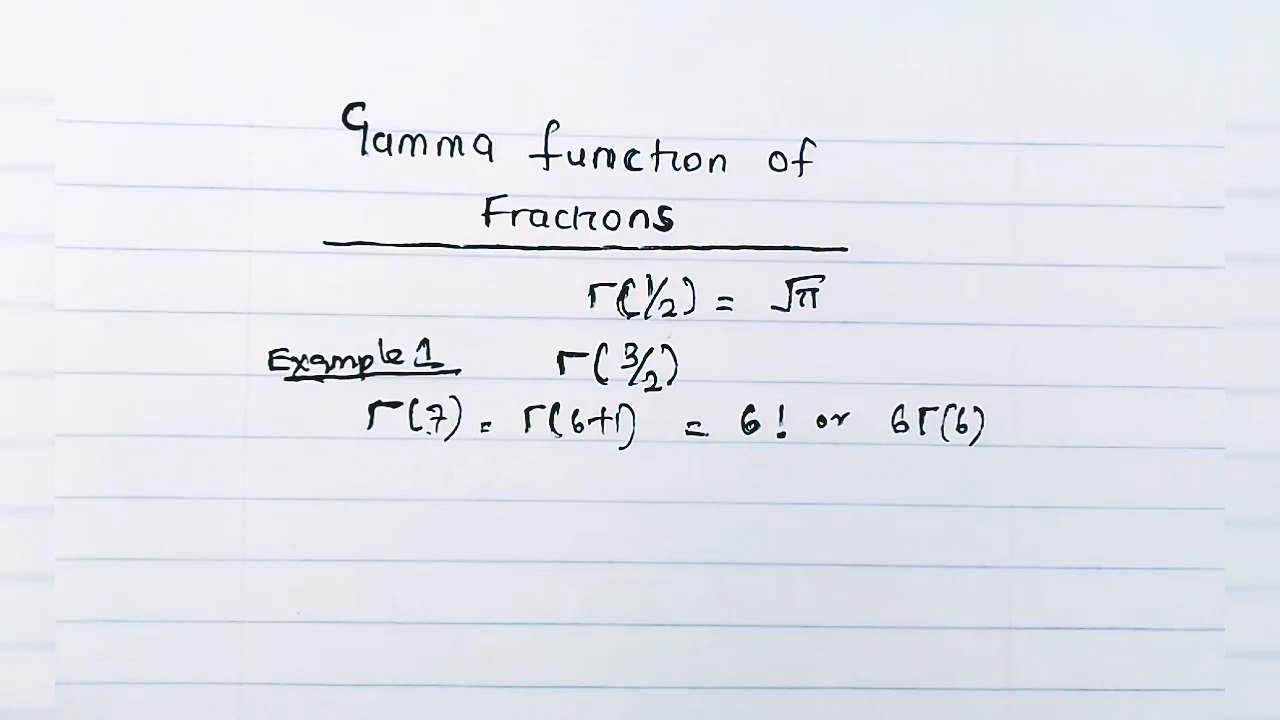 Gamma function of
Fractions
Γ(1/2) = √π
Example 1 Γ(3/2)
Γ(7) = Γ(6+1) = 6! or 6Γ(6)